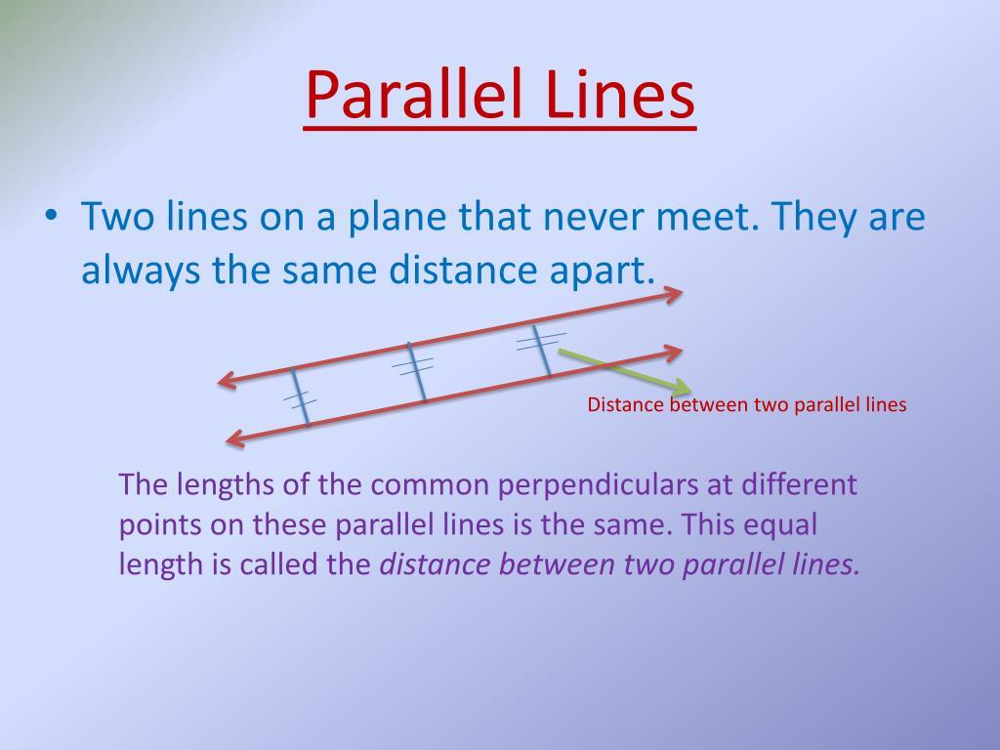 Parallel Lines
• Two lines on a plane that never meet. They are
always the same distance apart.
Distance between two parallel lines
The lengths of the common perpendiculars at different
points on these parallel lines is the same. This equal
length is called the distance between two parallel lines.